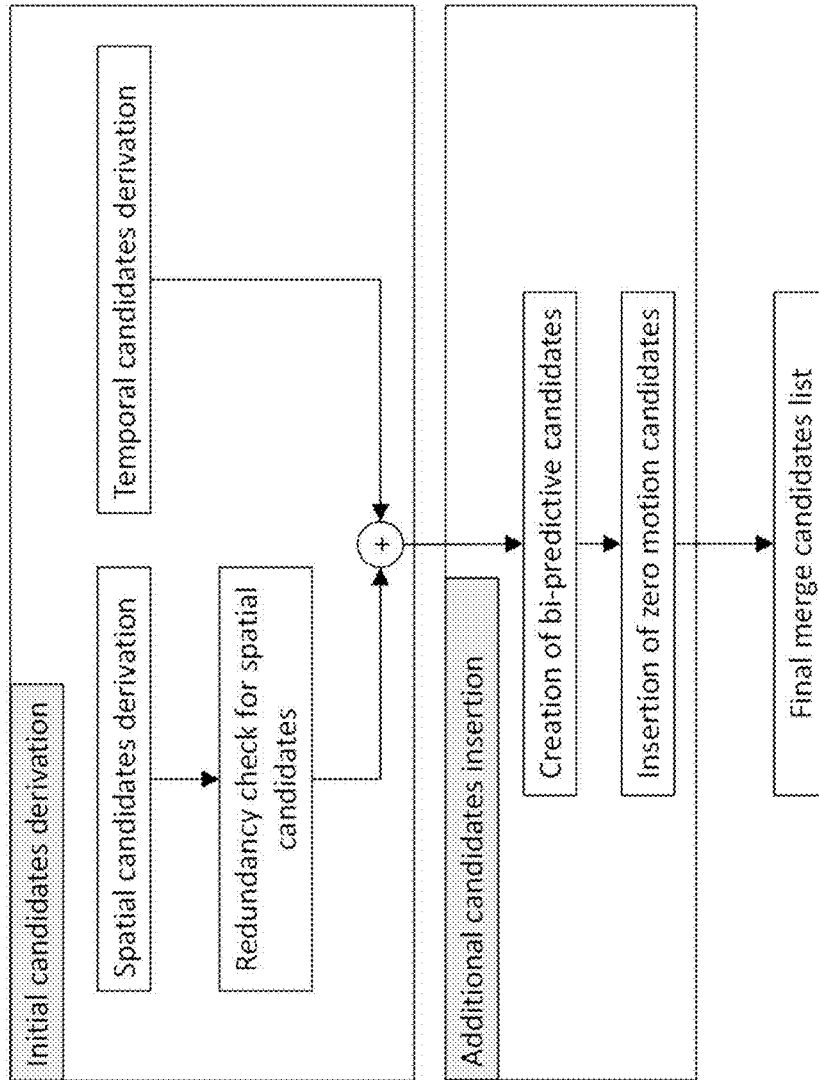 Initial candidates derivation
Spatial candidates derivation
Temporal candidates derivation
Redundancy check for spatial
candidates
+
Additional candidates insertion
Creation of bi-predictive candidates
Insertion of zero motion candidates
Final merge candidates list